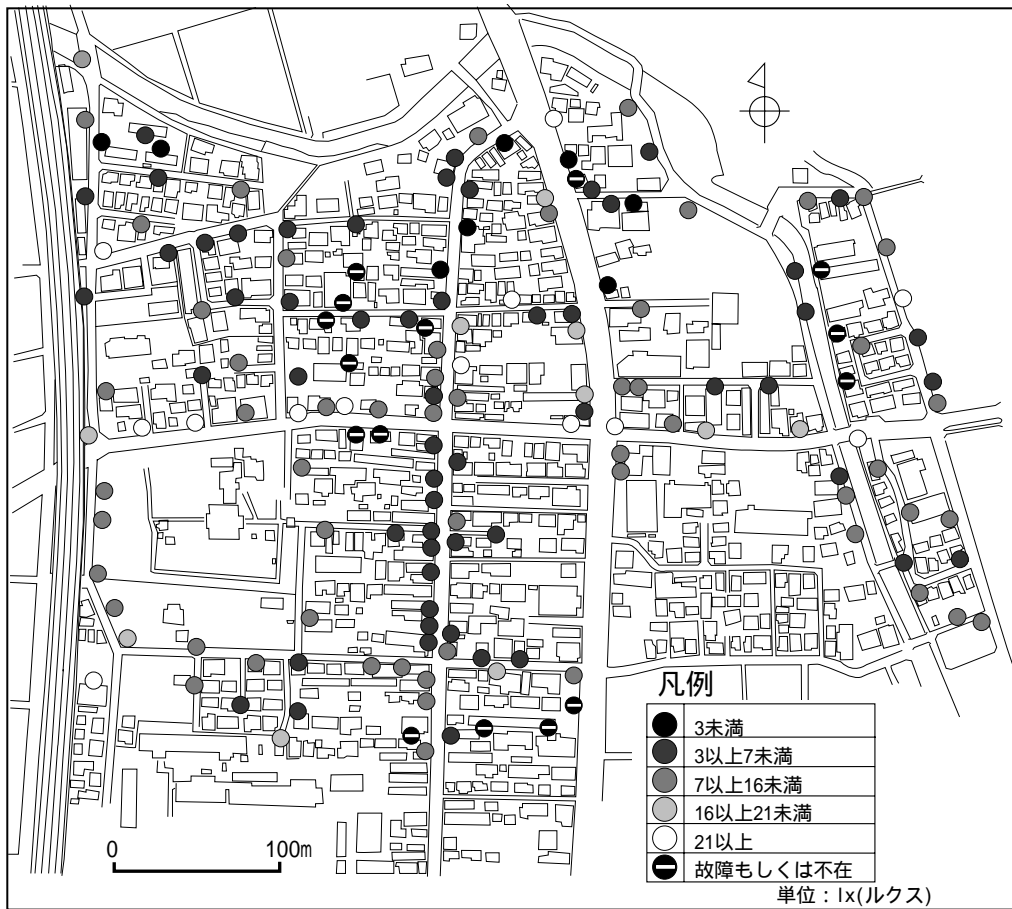 凡例
3未満
3以上7未満
7以上16未満
16以上21未満
21以上
故障もしくは不在
単位：lx(ルクス)
0 100m